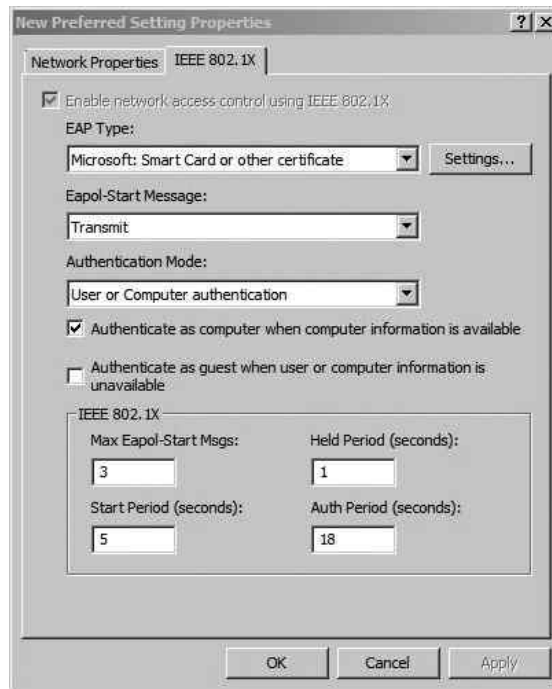 New Preferred Setting Properties
Network Properties
IEEE 802.1X
Enable network access control using IEEE 802.1X
EAP Type:
Microsoft: Smart Card or other certificate
Settings...
Eapol-Start Message:
Transmit
Authentication Mode:
User or Computer authentication
Authenticate as computer when computer information is available
Authenticate as guest when user or computer information is
unavailable
IEEE 802.1X
Max Eapol-Start Msgs:
Held Period (seconds):
3
1
Start Period (seconds):
Auth Period (seconds):
5
18
OK
Cancel
Apply